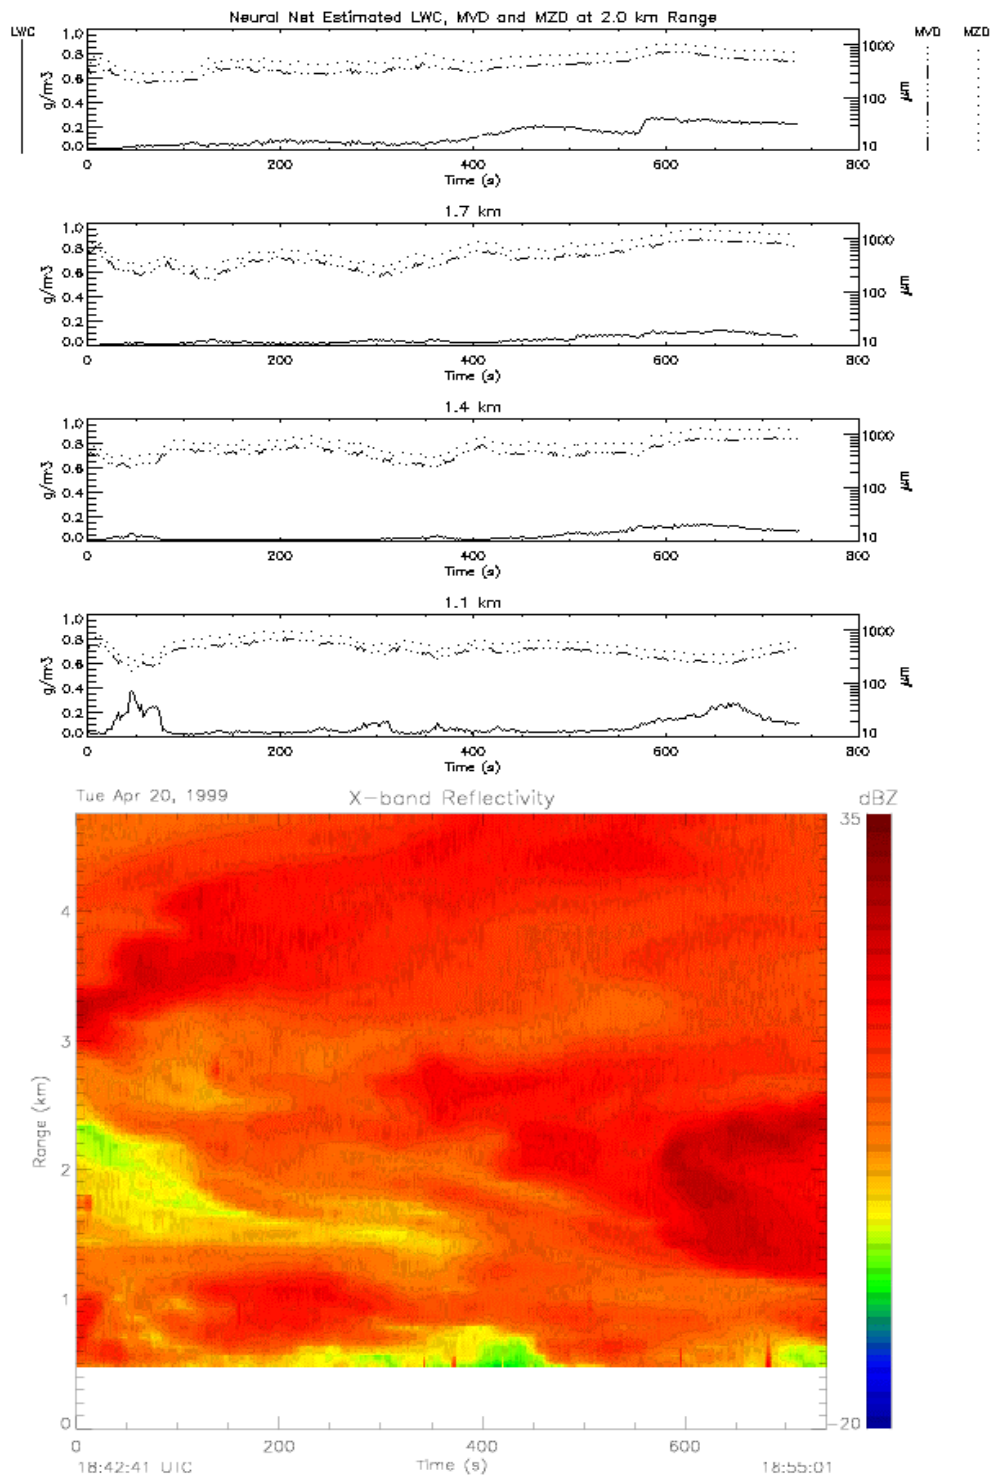 Neural Net Estimated LWC, MVD and MZD at 2.0 km Range
LWC
MVD
MZD
1.0
0.8
0.6
0.4
0.2
0.0
g/m^3
1000
100
10
μm
0 200 400 600 800
Time (s)
1.7 km
1.0
0.8
0.6
0.4
0.2
0.0
g/m^3
1000
100
10
μm
0 200 400 600 800
Time (s)
1.4 km
1.0
0.8
0.6
0.4
0.2
0.0
g/m^3
1000
100
10
μm
0 200 400 600 800
Time (s)
1.1 km
1.0
0.8
0.6
0.4
0.2
0.0
g/m^3
1000
100
10
μm
0 200 400 600 800
Time (s)
Tue Apr 20, 1999 X-band Reflectivity dBZ
35
4
3
2
1
0
Range (km)
-20
0 200 400 600
18:42:41 UTC Time (s) 18:55:01